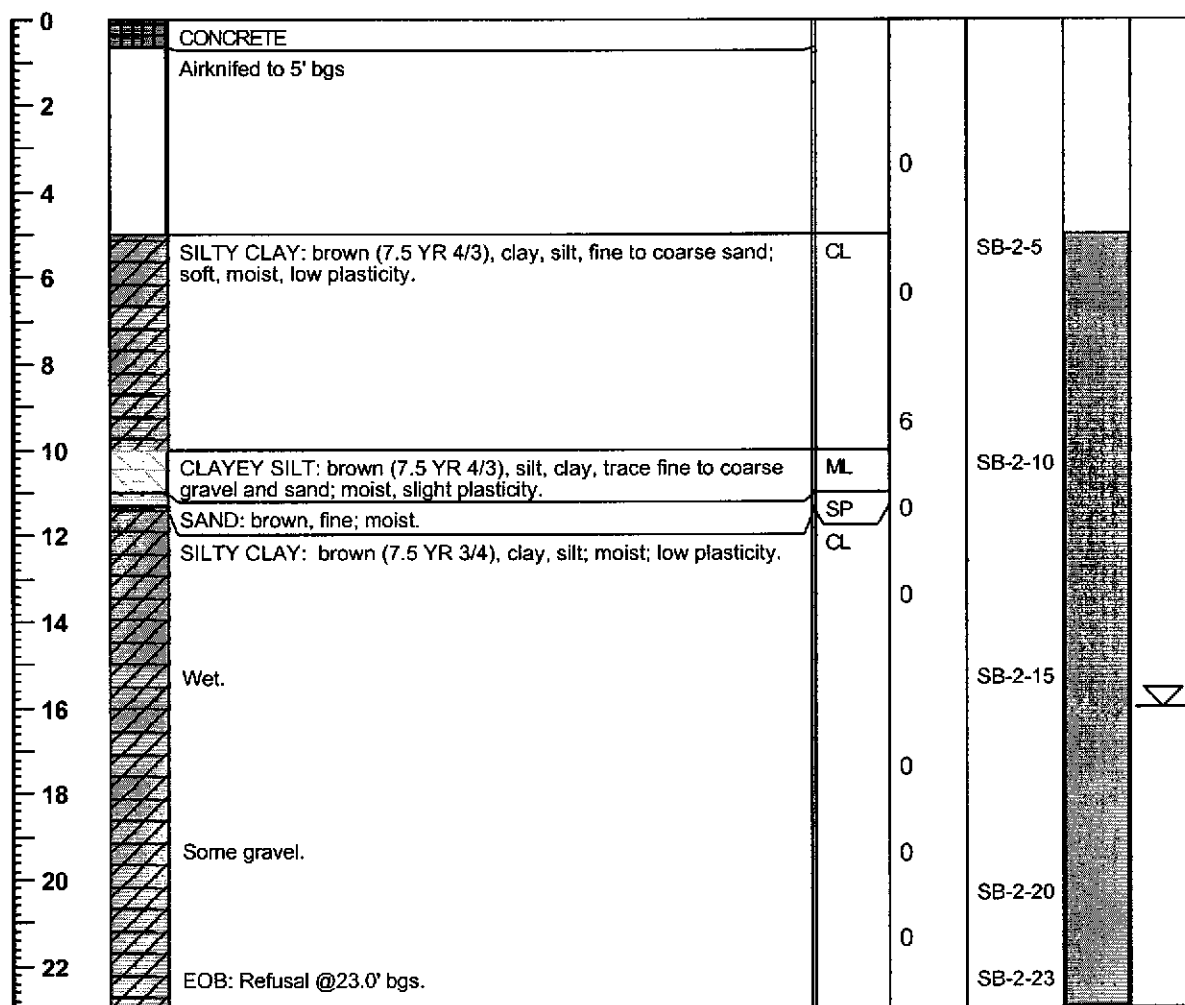 0
CONCRETE
Airknifed to 5' bgs
2
0
4
SILTY CLAY: brown (7.5 YR 4/3), clay, silt, fine to coarse sand;
soft, moist, low plasticity.
CL
SB-2-5
6
0
8
6
10
CLAYEY SILT: brown (7.5 YR 4/3), silt, clay, trace fine to coarse
gravel and sand; moist, slight plasticity.
ML
SB-2-10
SAND: brown, fine; moist.
SP
0
12
SILTY CLAY: brown (7.5 YR 3/4), clay, silt; moist; low plasticity.
CL
0
14
Wet.
SB-2-15
16
0
18
Some gravel.
0
20
SB-2-20
0
22
EOB: Refusal @23.0' bgs.
SB-2-23